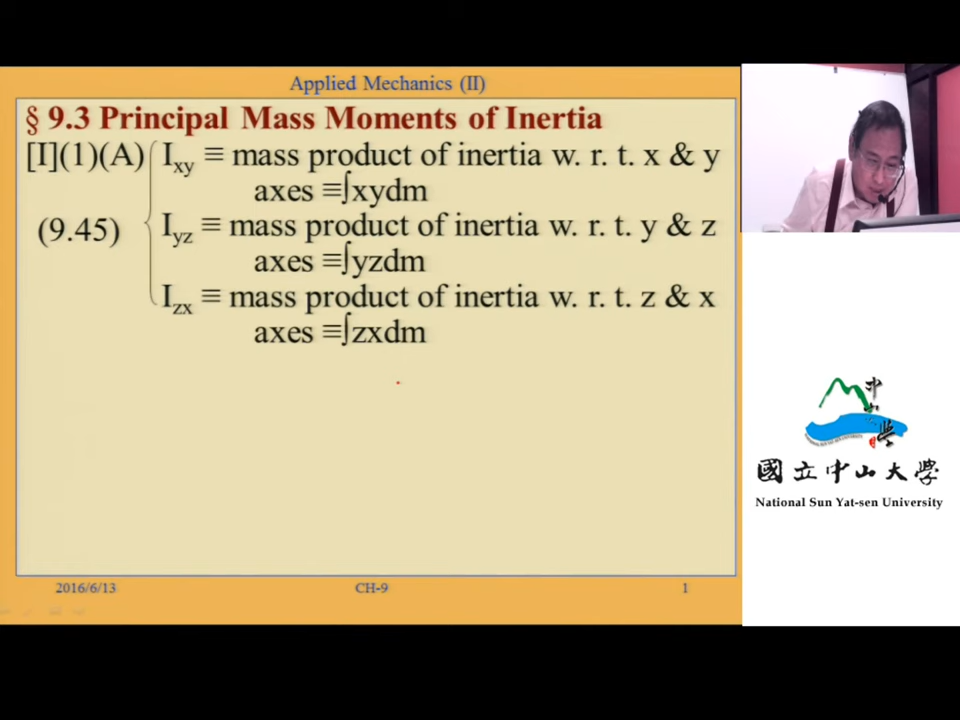 Applied Mechanics (II)
§ 9.3 Principal Mass Moments of Inertia
[I](1)(A) Ixy ≡ mass product of inertia w. r. t. x & y
axes ≡∫xydm
(9.45) Iyz ≡ mass product of inertia w. r. t. y & z
axes ≡∫yzdm
Izx ≡ mass product of inertia w. r. t. z & x
axes ≡∫zxdm
2016/6/13 CH-9 1
國立中山大學
National Sun Yat-sen University